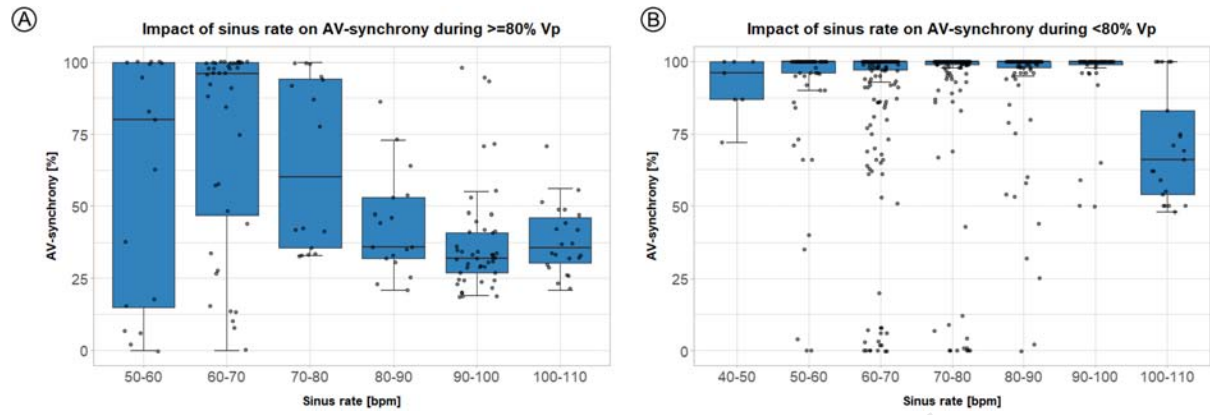 A
Impact of sinus rate on AV-synchrony during >=80% Vp
AV-synchrony [%]
100
75
50
25
0
50-60 60-70 70-80 80-90 90-100 100-110
Sinus rate [bpm]
B
Impact of sinus rate on AV-synchrony during <80% Vp
AV-synchrony [%]
100
75
50
25
0
40-50 50-60 60-70 70-80 80-90 90-100 100-110
Sinus rate [bpm]